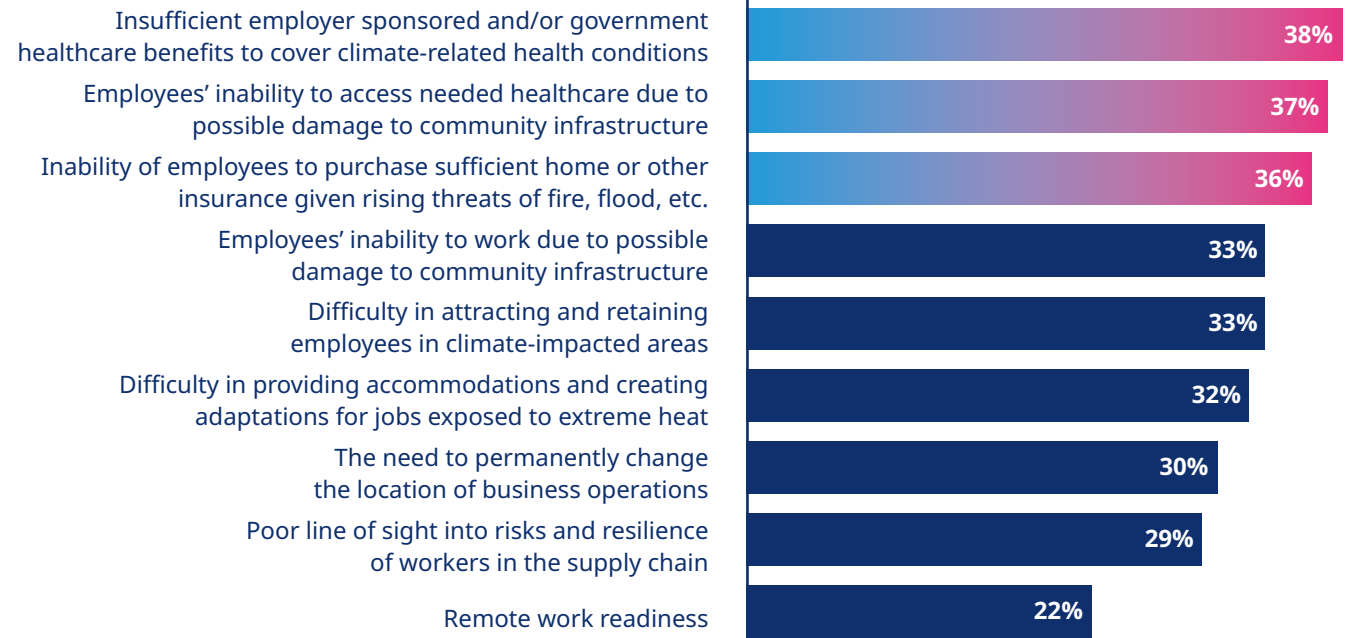 Insufficient employer sponsored and/or government
healthcare benefits to cover climate-related health conditions
38%
Employees’ inability to access needed healthcare due to
possible damage to community infrastructure
37%
Inability of employees to purchase sufficient home or other
insurance given rising threats of fire, flood, etc.
36%
Employees’ inability to work due to possible
damage to community infrastructure
33%
Difficulty in attracting and retaining
employees in climate-impacted areas
33%
Difficulty in providing accommodations and creating
adaptations for jobs exposed to extreme heat
32%
The need to permanently change
the location of business operations
30%
Poor line of sight into risks and resilience
of workers in the supply chain
29%
Remote work readiness
22%